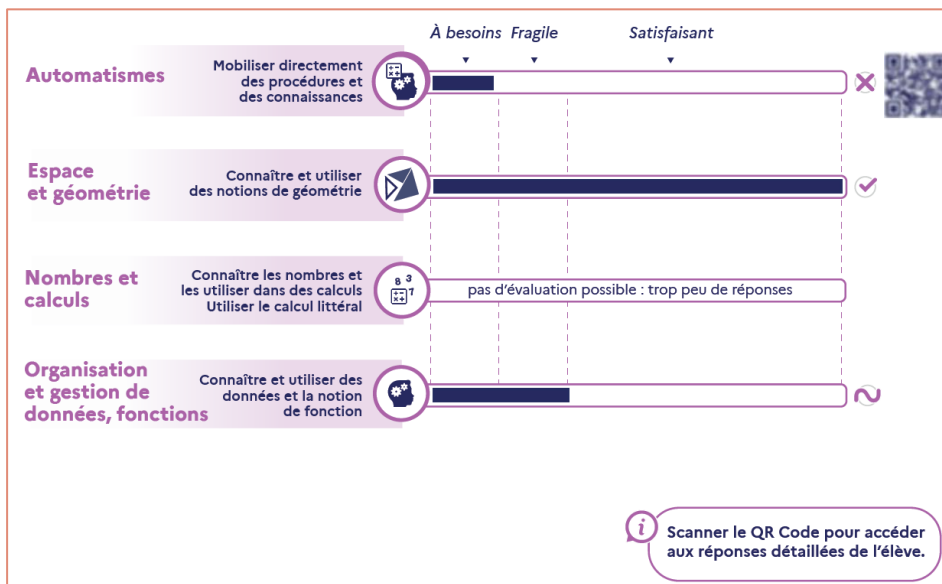 À besoins Fragile Satisfaisant
Automatismes
Mobiliser directement
des procédures et
des connaissances
Espace
et géométrie
Connaître et utiliser
des notions de géométrie
Nombres et
calculs
Connaître les nombres et
les utiliser dans des calculs
Utiliser le calcul littéral
8 3
7
pas d'évaluation possible : trop peu de réponses
Organisation
et gestion de
données, fonctions
Connaître et utiliser des
données et la notion
de fonction
i
Scanner le QR Code pour accéder
aux réponses détaillées de l'élève.